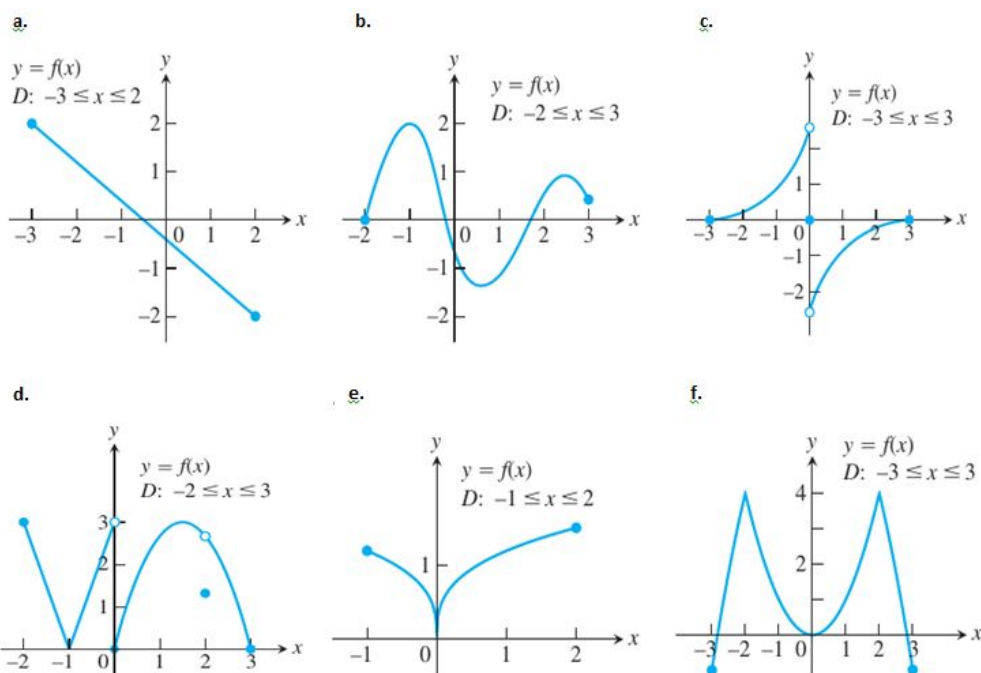 a.
y = f(x)
D: −3 ≤ x ≤ 2
y
2
1
−3 −2 −1 0 1 2 x
−1
−2
b.
y
y = f(x)
D: −2 ≤ x ≤ 3
2
1
−2 −1 0 1 2 3 x
−1
−2
c.
y
y = f(x)
D: −3 ≤ x ≤ 3
1
−3 −2 −1 0 1 2 3 x
−1
−2
d.
y
y = f(x)
D: −2 ≤ x ≤ 3
3
2
1
−2 −1 0 1 2 3 x
e.
y
y = f(x)
D: −1 ≤ x ≤ 2
1
−1 0 1 2 x
f.
y
y = f(x)
D: −3 ≤ x ≤ 3
4
2
−3 −2 −1 0 1 2 3 x